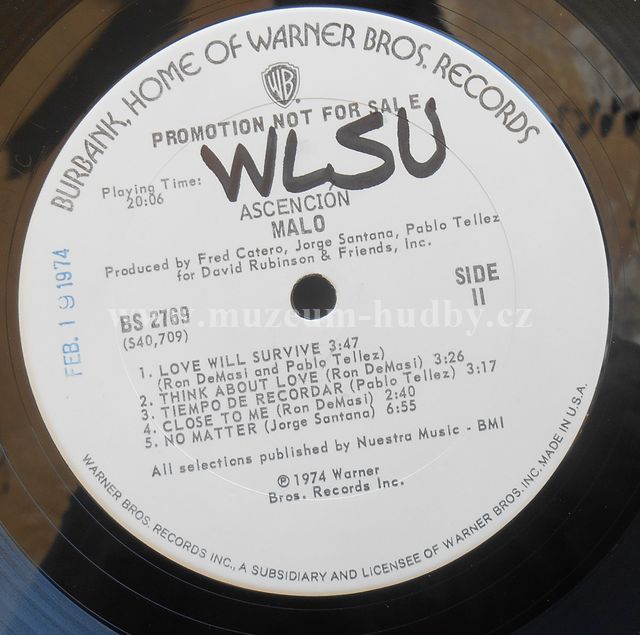 BURBANK, HOME OF WARNER BROS. RECORDS
WB
PROMOTION NOT FOR SALE
WLSU
Playing Time:
20:06
ASCENCIÓN
MALO
Produced by Fred Catero, Jorge Santana, Pablo Tellez
for David Rubinson & Friends, Inc.
FEB. 19 1974
SIDE
II
BS 2769
(S40,709)
www.muzeum-hudby.cz
1. LOVE WILL SURVIVE 3:47
(Ron DeMasi and Pablo Tellez)
2. THINK ABOUT LOVE (Ron DeMasi) 3:26
3. TIEMPO DE RECORDAR (Pablo Tellez) 3:17
4. CLOSE TO ME (Ron DeMasi) 2:40
5. NO MATTER (Jorge Santana) 6:55
All selections published by Nuestra Music - BMI
℗ 1974 Warner
Bros. Records Inc.
WARNER BROS. RECORDS INC., A SUBSIDIARY AND LICENSEE OF WARNER BROS. INC. MADE IN U.S.A.